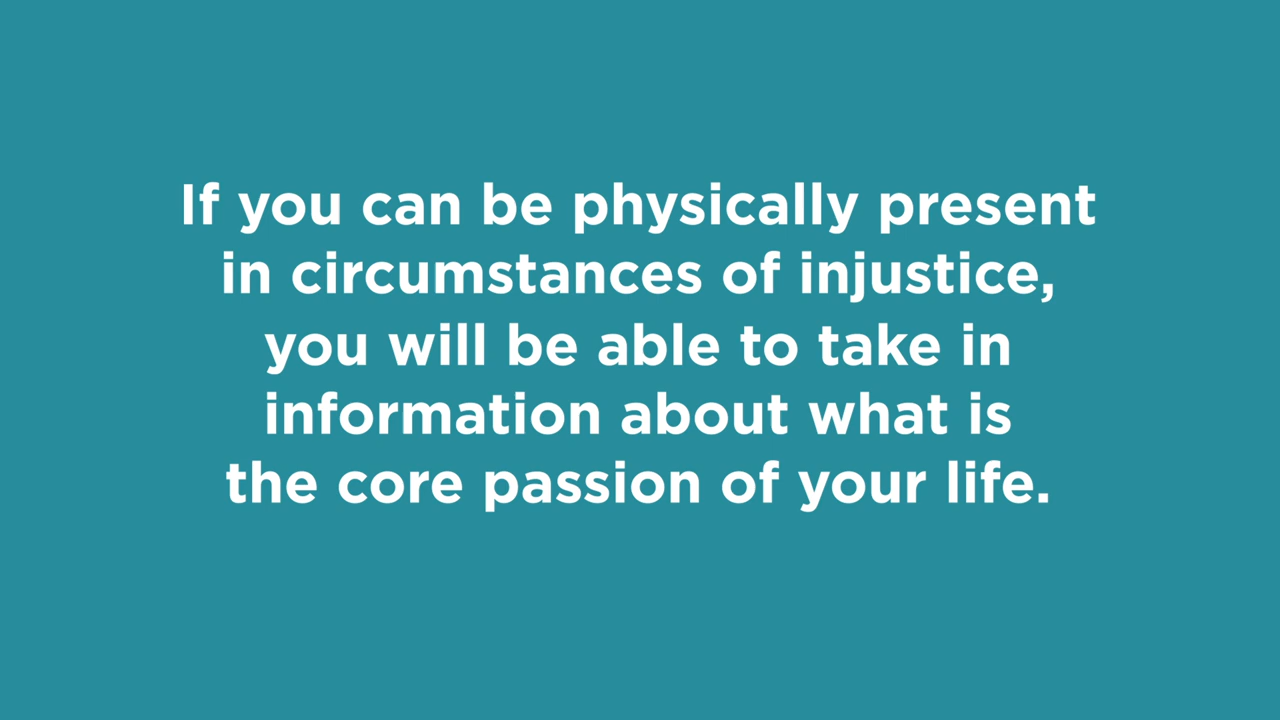 If you can be physically present
in circumstances of injustice,
you will be able to take in
information about what is
the core passion of your life.